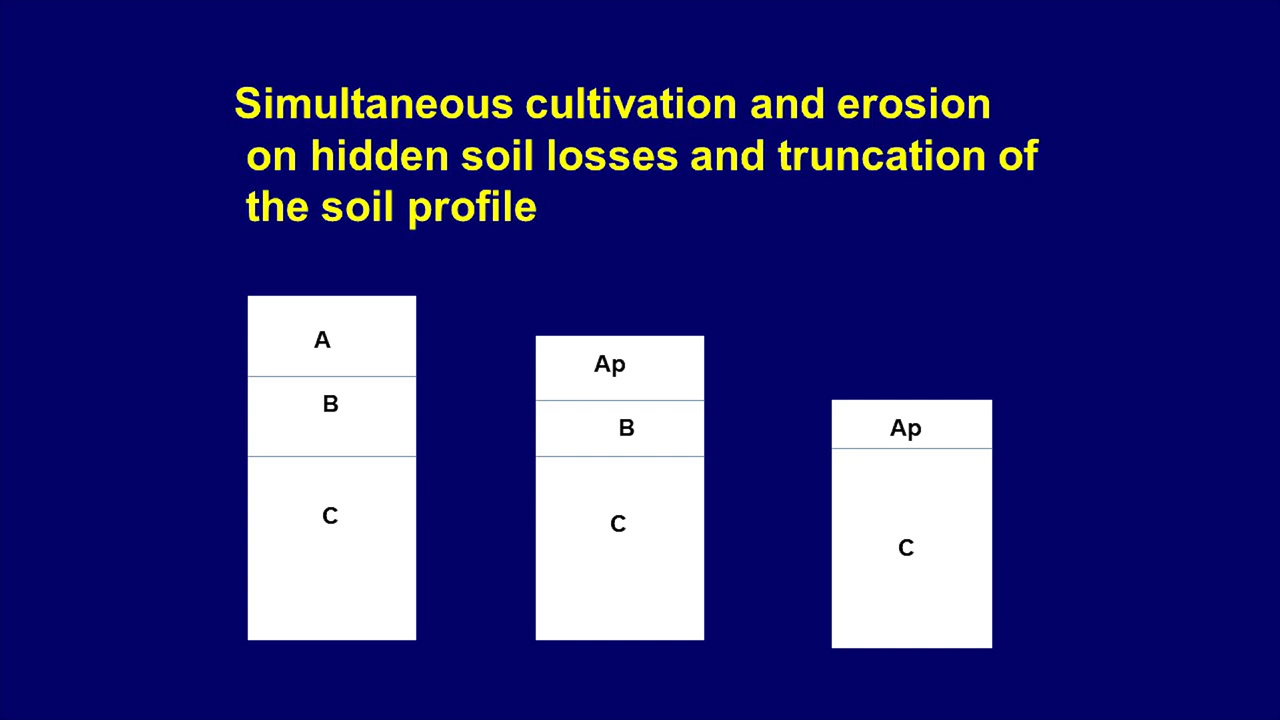 Simultaneous cultivation and erosion
on hidden soil losses and truncation of
the soil profile
A
B
C
Ap
B
C
Ap
C